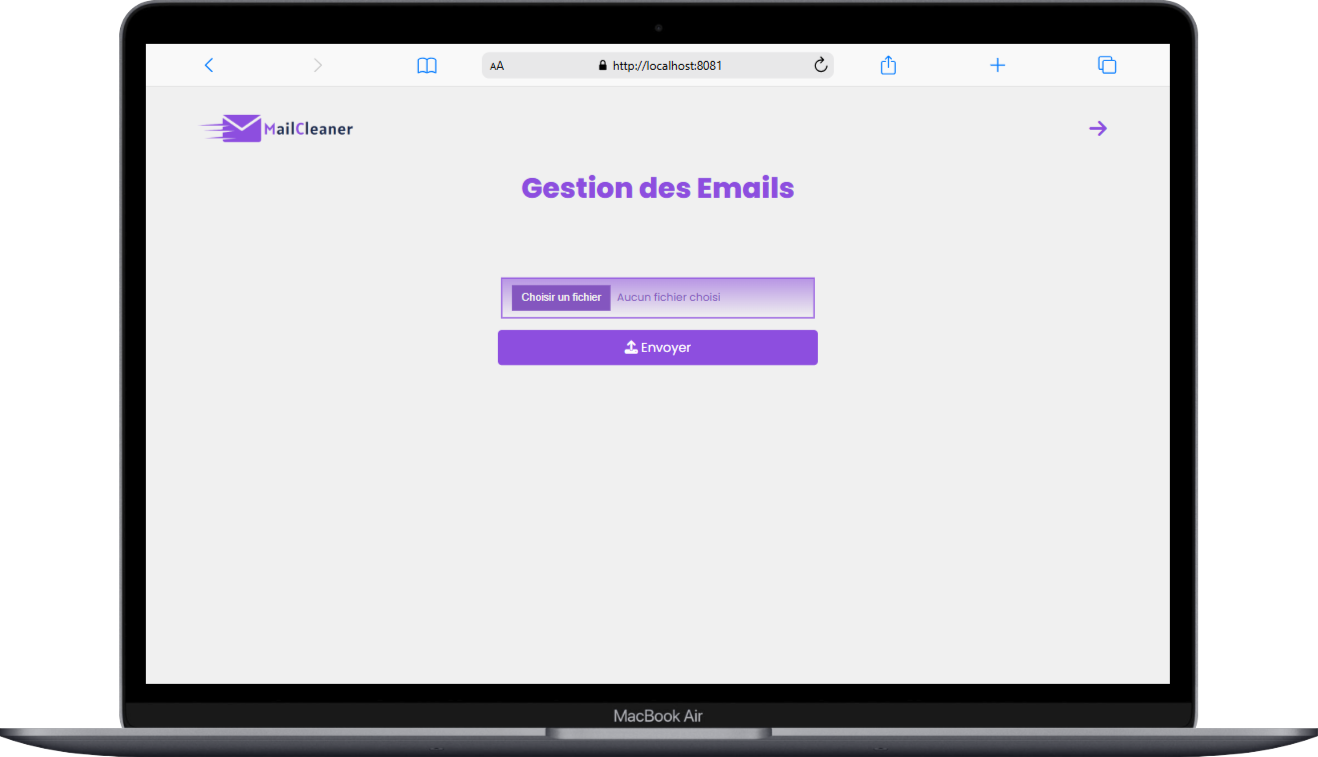 AA
http://localhost:8081
MailCleaner
Gestion des Emails
Choisir un fichier Aucun fichier choisi
Envoyer
MacBook Air